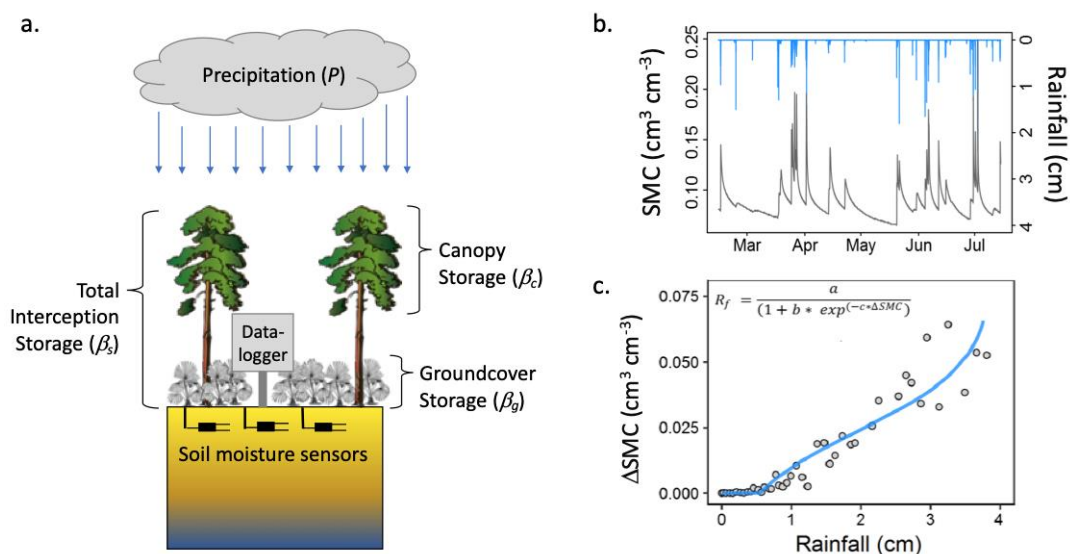 a.
Precipitation (P)
Total
Interception
Storage (βs)
Canopy
Storage (βc)
Data-
logger
Groundcover
Storage (βg)
Soil moisture sensors
b.
SMC (cm³ cm⁻³)
0.25
0.20
0.15
0.10
0
1
2
3
4
Rainfall (cm)
Mar Apr May Jun Jul
c.
Rf = a / (1 + b * exp(−c*ΔSMC))
ΔSMC (cm³ cm⁻³)
0.075
0.050
0.025
0.000
0 1 2 3 4
Rainfall (cm)